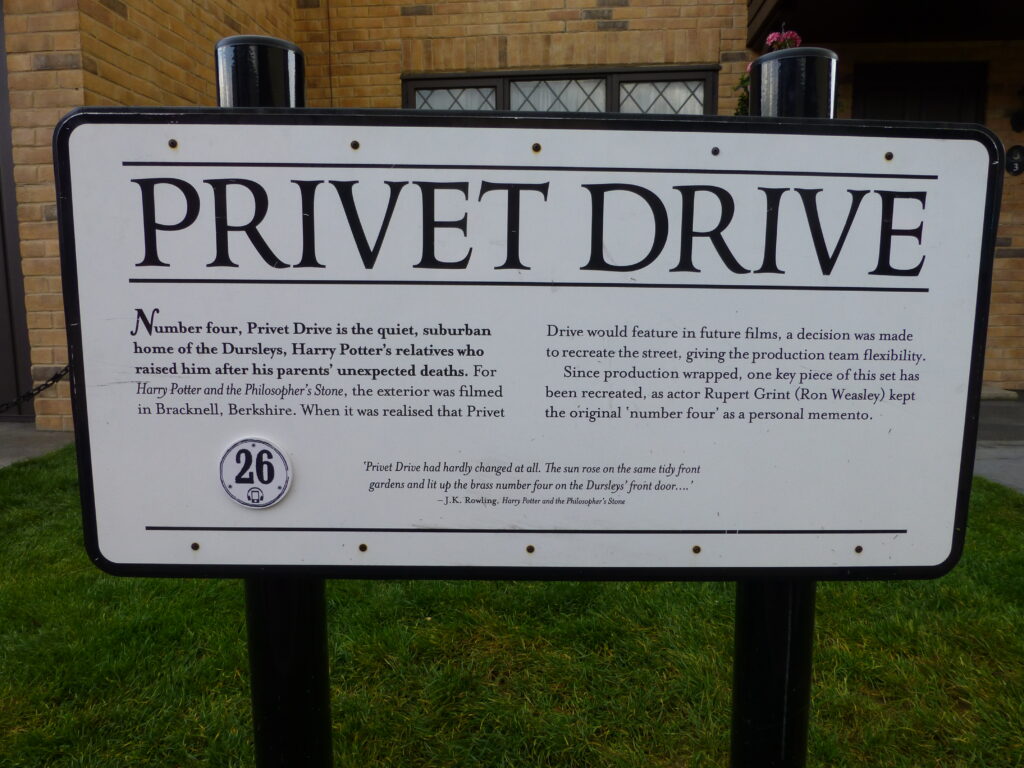 PRIVET DRIVE
Number four, Privet Drive is the quiet, suburban
home of the Dursleys, Harry Potter's relatives who
raised him after his parents' unexpected deaths. For
Harry Potter and the Philosopher's Stone, the exterior was filmed
in Bracknell, Berkshire. When it was realised that Privet
Drive would feature in future films, a decision was made
to recreate the street, giving the production team flexibility.
Since production wrapped, one key piece of this set has
been recreated, as actor Rupert Grint (Ron Weasley) kept
the original 'number four' as a personal memento.
26
'Privet Drive had hardly changed at all. The sun rose on the same tidy front
gardens and lit up the brass number four on the Dursleys' front door....'
– J.K. Rowling, Harry Potter and the Philosopher's Stone